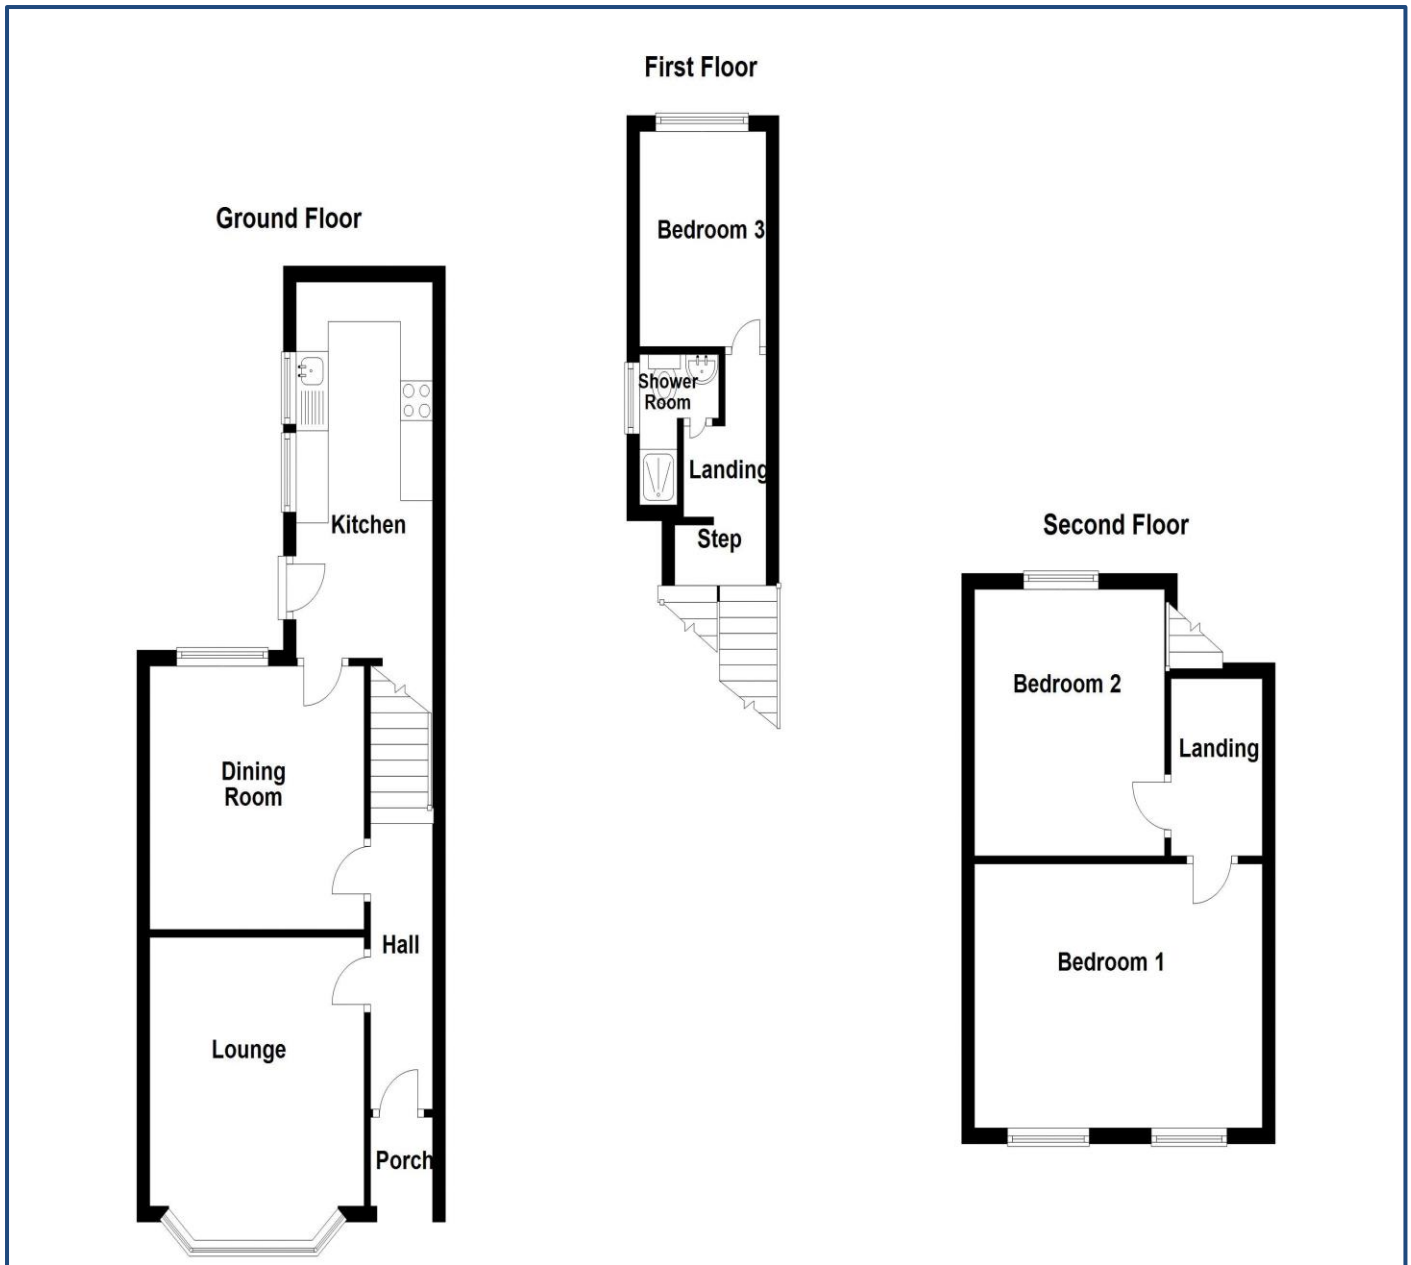 First Floor
Bedroom 3
Shower
Room
Landing
Step
Ground Floor
Kitchen
Dining
Room
Hall
Lounge
Porch
Second Floor
Bedroom 2
Landing
Bedroom 1